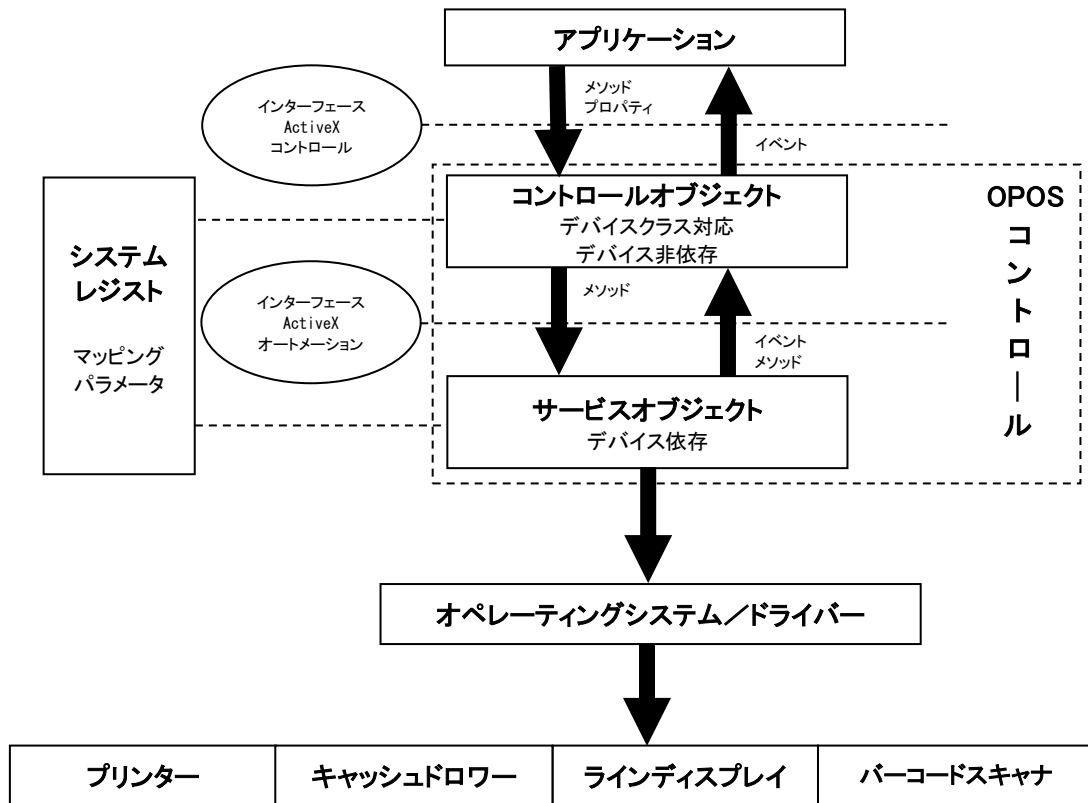 アプリケーション
メソッド
プロパティ
イベント
インターフェース
ActiveX
コントロール
コントロールオブジェクト
デバイスクラス対応
デバイス非依存
OPOS
コントロール
システム
レジスト
マッピング
パラメータ
インターフェース
ActiveX
オートメーション
メソッド
イベント
メソッド
サービスオブジェクト
デバイス依存
オペレーティングシステム／ドライバー
プリンター
キャッシュドロワー
ラインディスプレイ
バーコードスキャナ